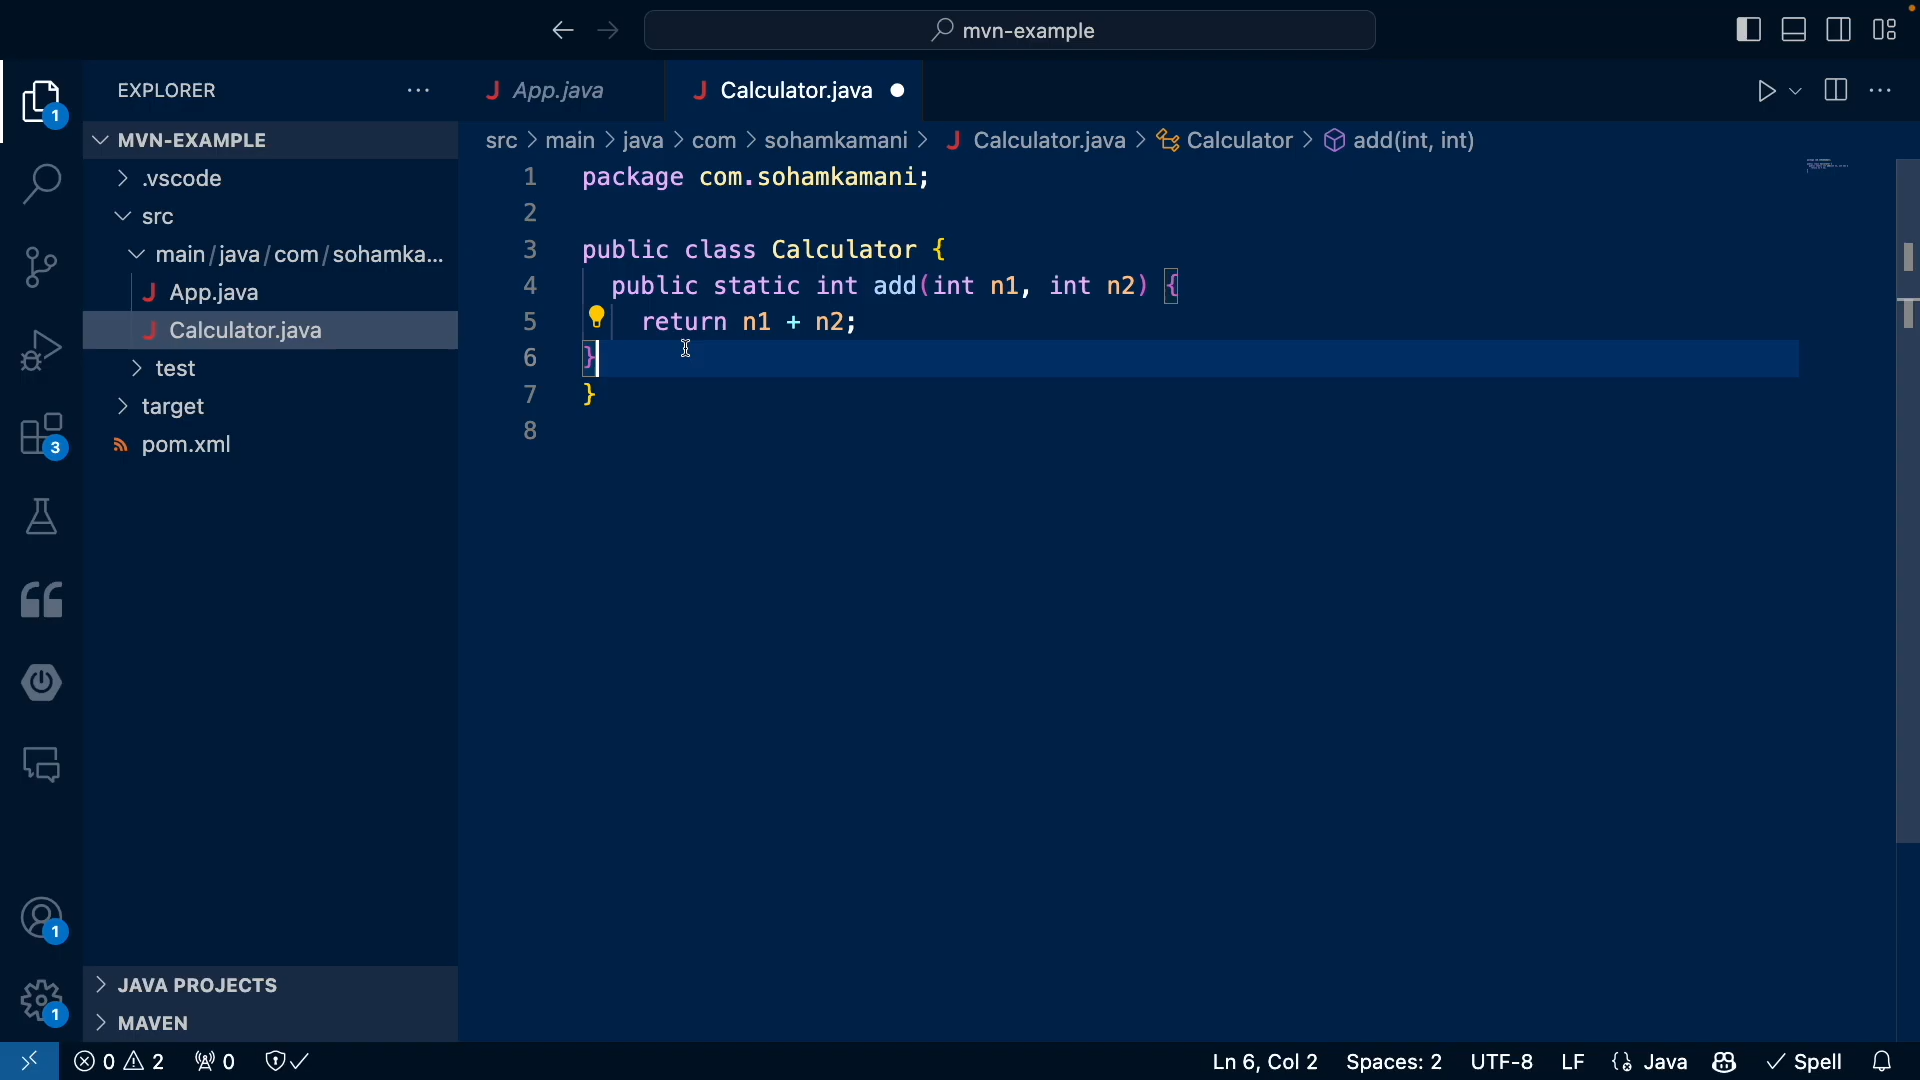 mvn-example
EXPLORER
J App.java
J Calculator.java
MVN-EXAMPLE
src > main > java > com > sohamkamani > J Calculator.java > Calculator > add(int, int)
.vscode
src
main/java/com/sohamka...
J App.java
J Calculator.java
test
target
pom.xml
1 package com.sohamkamani;
2
3 public class Calculator {
4 public static int add(int n1, int n2) {
5 return n1 + n2;
6 }
7 }
8
1
3
1
1
JAVA PROJECTS
MAVEN
0 2 0
Ln 6, Col 2 Spaces: 2 UTF-8 LF {} Java Spell